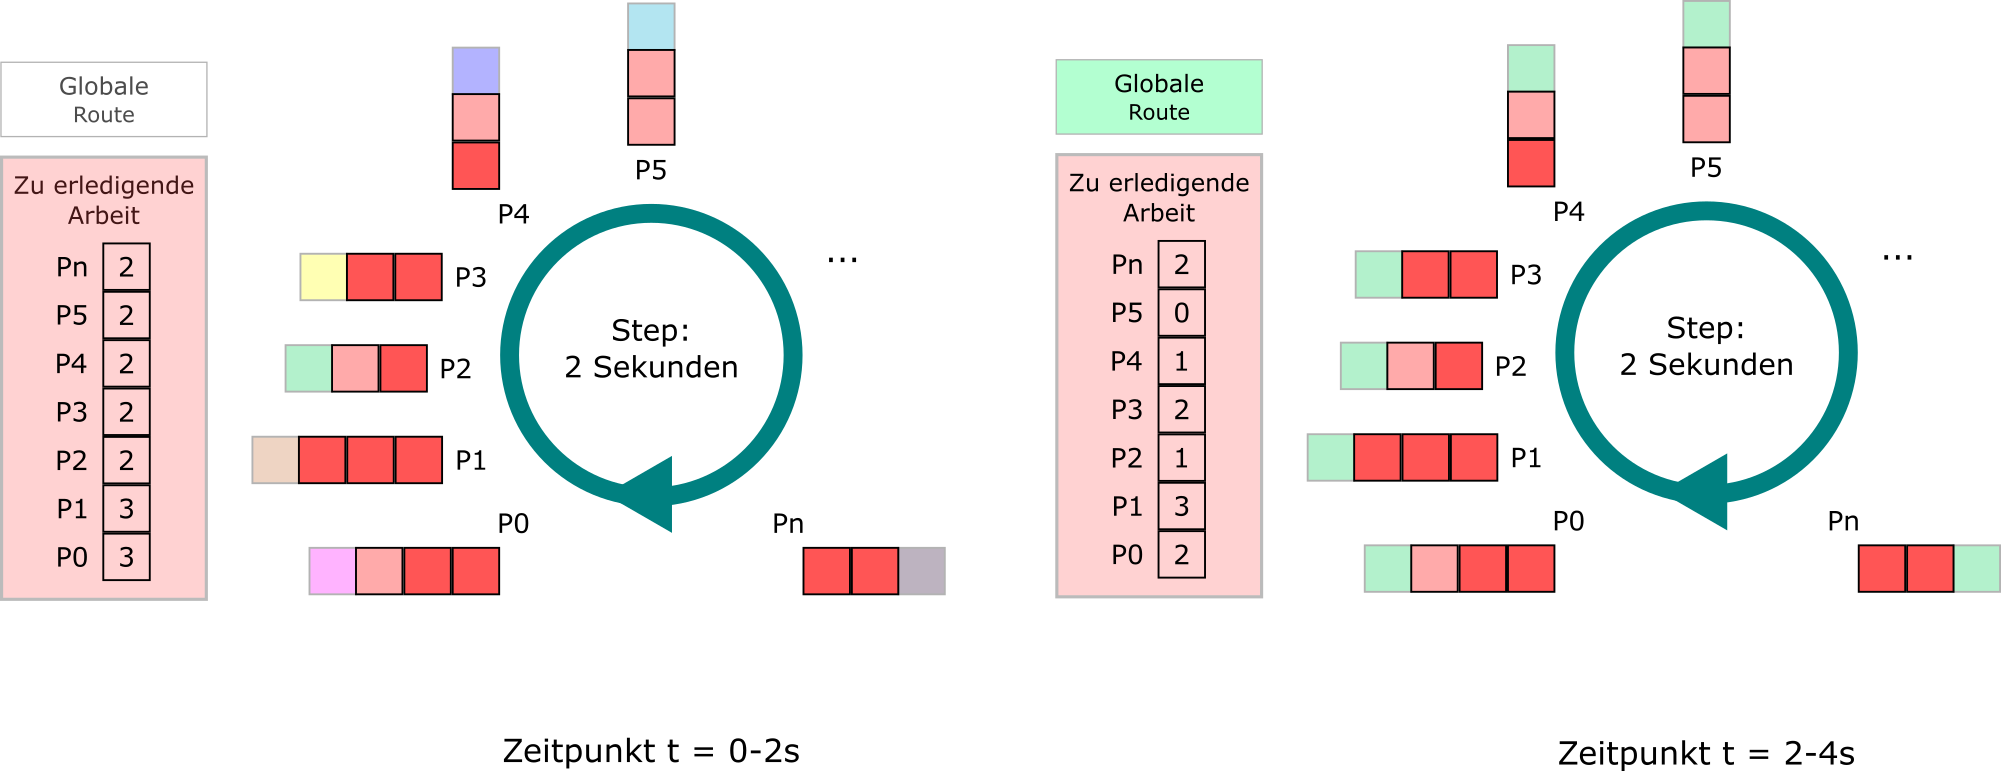 Globale
Route
Zu erledigende
Arbeit
Pn 2
P5 2
P4 2
P3 2
P2 2
P1 3
P0 3
P5
P4
P3
P2
P1
P0
Pn
...
Step:
2 Sekunden
Zeitpunkt t = 0-2s
Globale
Route
Zu erledigende
Arbeit
Pn 2
P5 0
P4 1
P3 2
P2 1
P1 3
P0 2
P5
P4
P3
P2
P1
P0
Pn
...
Step:
2 Sekunden
Zeitpunkt t = 2-4s